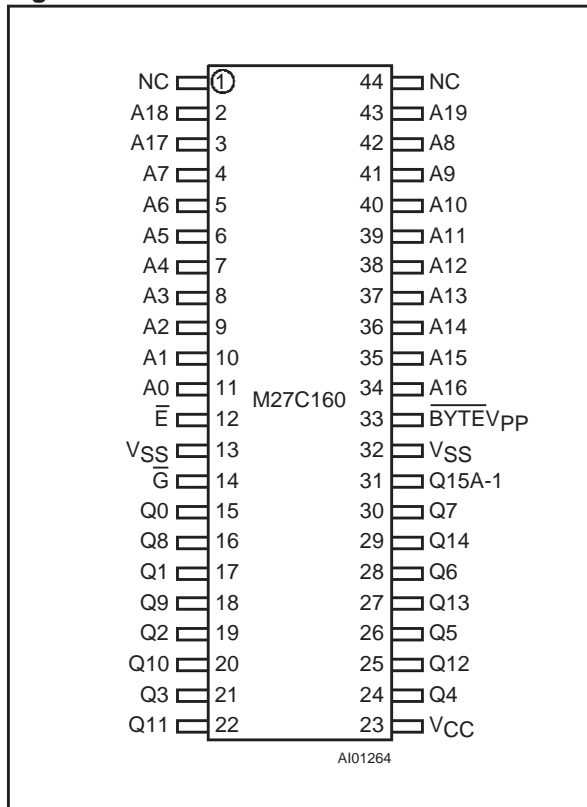 NC 1 44 NC
A18 2 43 A19
A17 3 42 A8
A7 4 41 A9
A6 5 40 A10
A5 6 39 A11
A4 7 38 A12
A3 8 37 A13
A2 9 36 A14
A1 10 35 A15
A0 11 34 A16
M27C160
E̅ 12 33 B̅Y̅T̅E̅VPP
VSS 13 32 VSS
G̅ 14 31 Q15A-1
Q0 15 30 Q7
Q8 16 29 Q14
Q1 17 28 Q6
Q9 18 27 Q13
Q2 19 26 Q5
Q10 20 25 Q12
Q3 21 24 Q4
Q11 22 23 VCC
AI01264